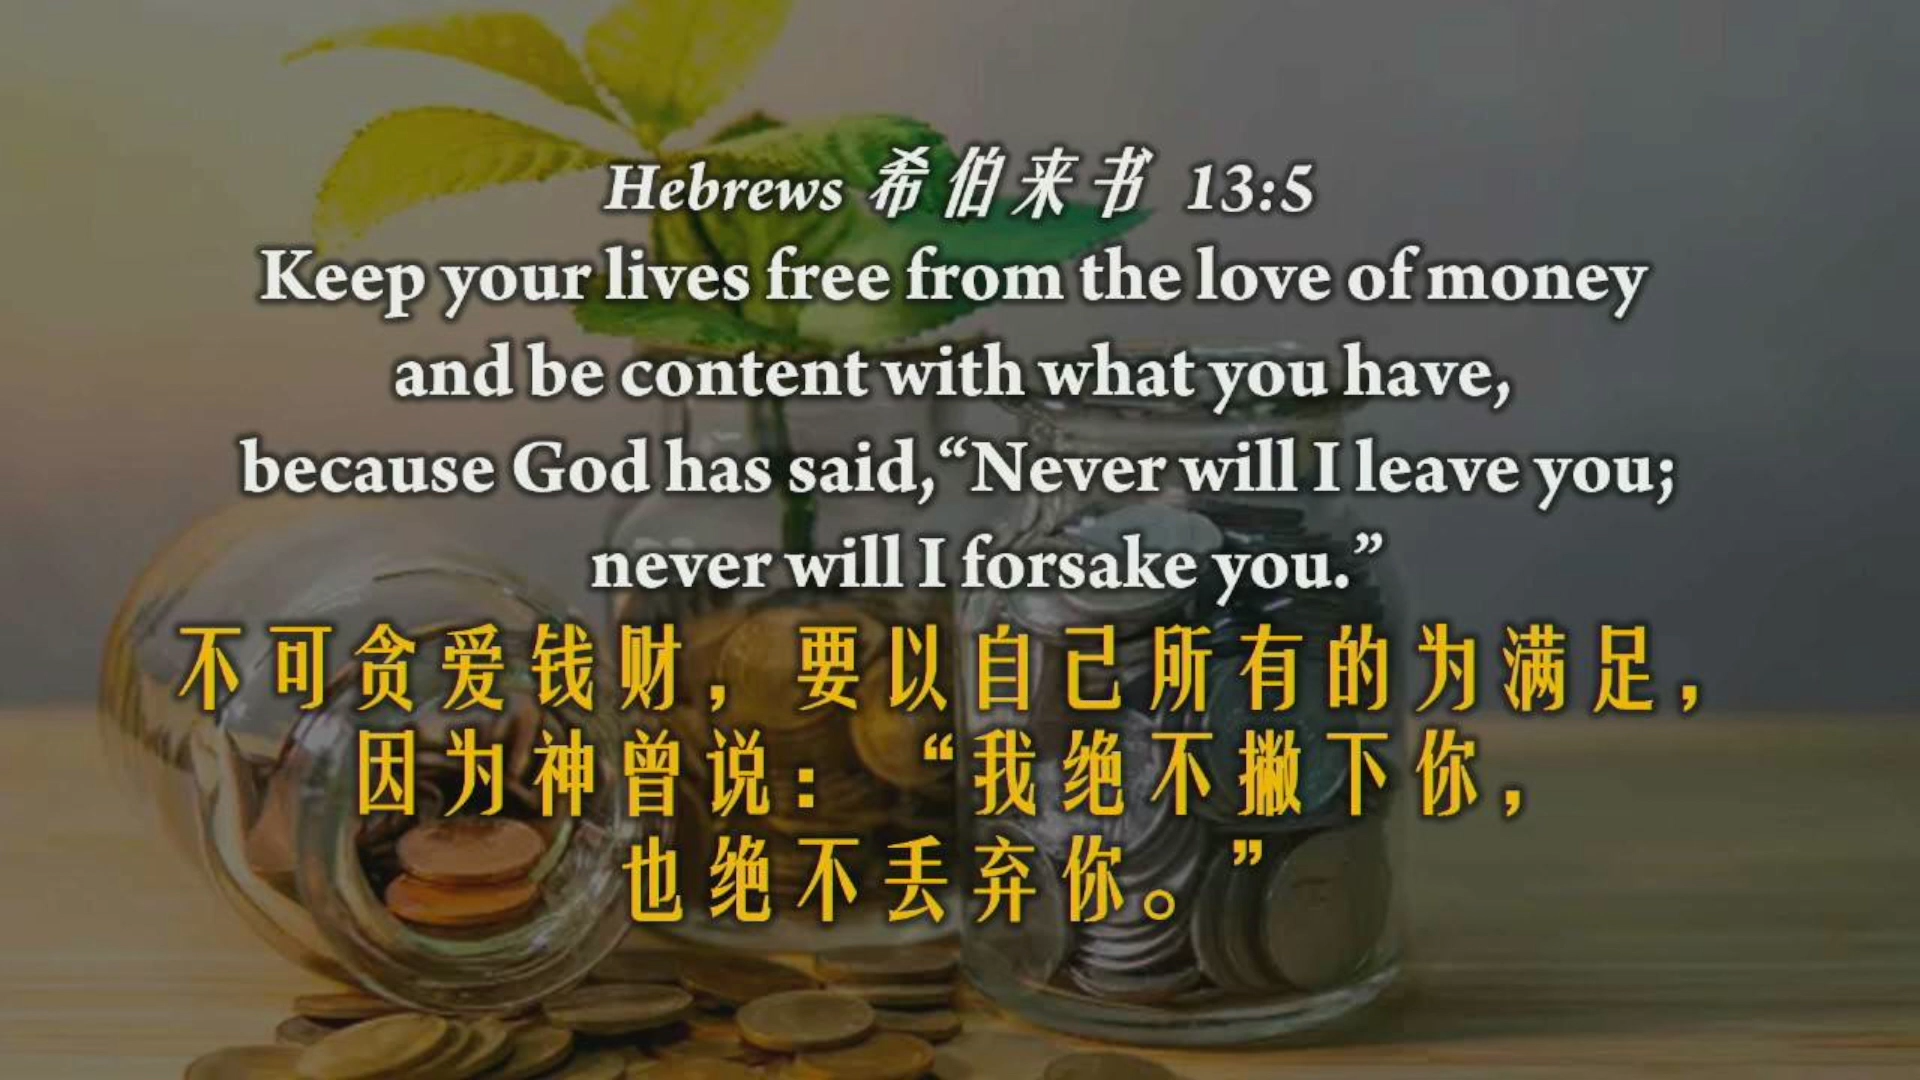 Hebrews 希伯来书 13:5
Keep your lives free from the love of money
and be content with what you have,
because God has said,“Never will I leave you;
never will I forsake you.”
不可贪爱钱财，要以自己所有的为满足，
因为神曾说：“我绝不撇下你，
也绝不丢弃你。”